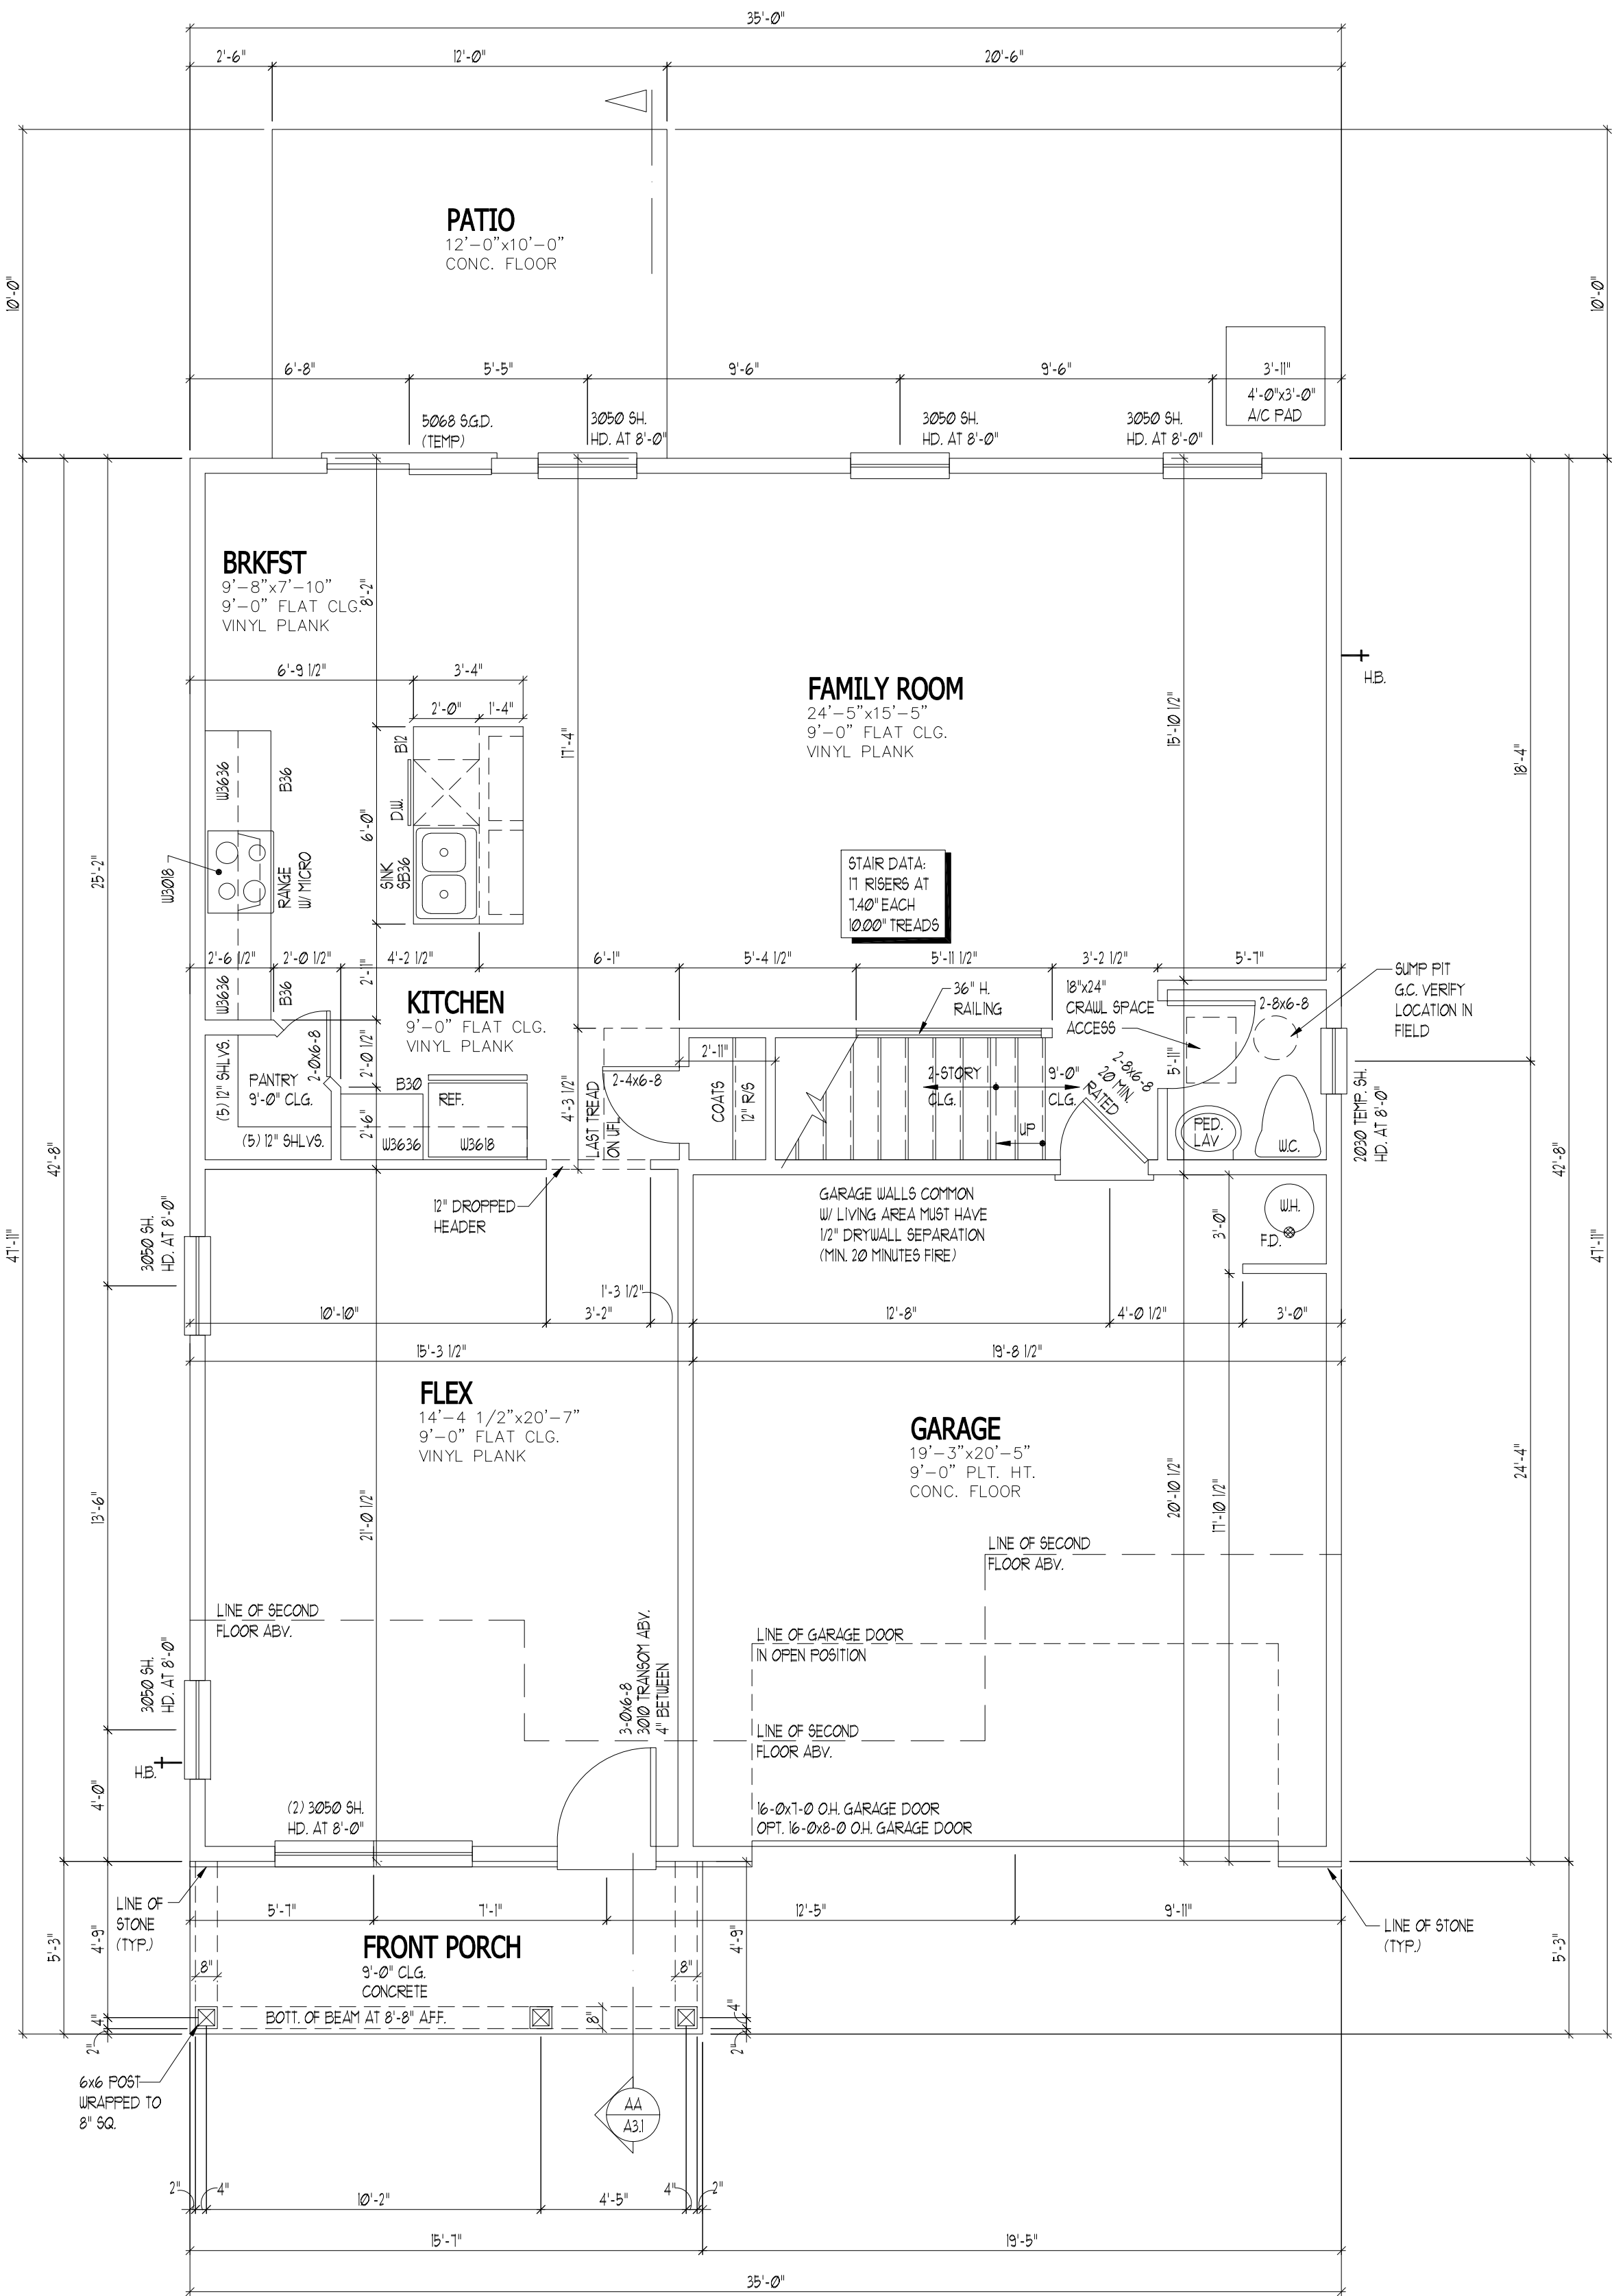 35'-0"
2'-6"
12'-0"
20'-6"
PATIO
12'-0"x10'-0"
CONC. FLOOR
10'-0"
10'-0"
6'-8"
5'-5"
9'-6"
9'-6"
3'-11"
4'-0"x3'-0"
A/C PAD
5068 S.G.D.
(TEMP)
3050 SH.
HD. AT 8'-0"
3050 SH.
HD. AT 8'-0"
3050 SH.
HD. AT 8'-0"
BRKFST
9'-8"x7'-10"
9'-0" FLAT CLG.
VINYL PLANK
8'-2"
6'-9 1/2"
3'-4"
2'-0"
1'-4"
FAMILY ROOM
24'-5"x15'-5"
9'-0" FLAT CLG.
VINYL PLANK
H.B.
17'-4"
15'-10 1/2"
18'-4"
W3636
B36
B12
D.W.
6'-0"
SINK
SB36
RANGE
W/ MICRO
W3018
25'-2"
STAIR DATA:
17 RISERS AT
7.40" EACH
10.00" TREADS
2'-6 1/2"
2'-0 1/2"
4'-2 1/2"
6'-1"
5'-4 1/2"
5'-11 1/2"
3'-2 1/2"
5'-7"
2'-11"
W3636
B36
KITCHEN
9'-0" FLAT CLG.
VINYL PLANK
36" H.
RAILING
18"x24"
CRAWL SPACE
ACCESS
2-8x6-8
SUMP PIT
G.C. VERIFY
LOCATION IN
FIELD
2-0x6-8
2'-0 1/2"
(5) 12" SHLVS.
PANTRY
9'-0" CLG.
(5) 12" SHLVS.
B30
REF.
2'-6"
W3636
W3618
4'-3 1/2"
LAST TREAD
ON UFL
2-4x6-8
2'-11"
COATS
12" R/S
2-STORY
CLG.
9'-0"
CLG.
UP
2-8x6-8
20 MIN.
RATED
5'-11"
PED.
LAV
W.C.
2030 TEMP. SH.
HD. AT 8'-0"
42'-8"
47'-11"
42'-8"
47'-11"
12" DROPPED
HEADER
GARAGE WALLS COMMON
W/ LIVING AREA MUST HAVE
1/2" DRYWALL SEPARATION
(MIN. 20 MINUTES FIRE)
3'-0"
W.H.
F.D.
3050 SH.
HD. AT 8'-0"
1'-3 1/2"
10'-10"
3'-2"
12'-8"
4'-0 1/2"
3'-0"
15'-3 1/2"
19'-8 1/2"
FLEX
14'-4 1/2"x20'-7"
9'-0" FLAT CLG.
VINYL PLANK
GARAGE
19'-3"x20'-5"
9'-0" PLT. HT.
CONC. FLOOR
13'-6"
21'-0 1/2"
20'-10 1/2"
17'-10 1/2"
24'-4"
LINE OF SECOND
FLOOR ABV.
LINE OF SECOND
FLOOR ABV.
LINE OF GARAGE DOOR
IN OPEN POSITION
3-0x6-8
3010 TRANSOM ABV.
4" BETWEEN
3050 SH.
HD. AT 8'-0"
LINE OF SECOND
FLOOR ABV.
H.B.
4'-0"
(2) 3050 SH.
HD. AT 8'-0"
16-0x7-0 O.H. GARAGE DOOR
OPT. 16-0x8-0 O.H. GARAGE DOOR
LINE OF
STONE
(TYP.)
5'-7"
7'-1"
12'-5"
9'-11"
LINE OF STONE
(TYP.)
5'-3"
4'-9"
FRONT PORCH
9'-0" CLG.
CONCRETE
8"
8"
4'-9"
5'-3"
BOTT. OF BEAM AT 8'-8" A.F.F.
8"
4"
2"
4"
2"
6x6 POST
WRAPPED TO
8" SQ.
AA
A3.1
2"
4"
10'-2"
4'-5"
4"
2"
15'-7"
19'-5"
35'-0"